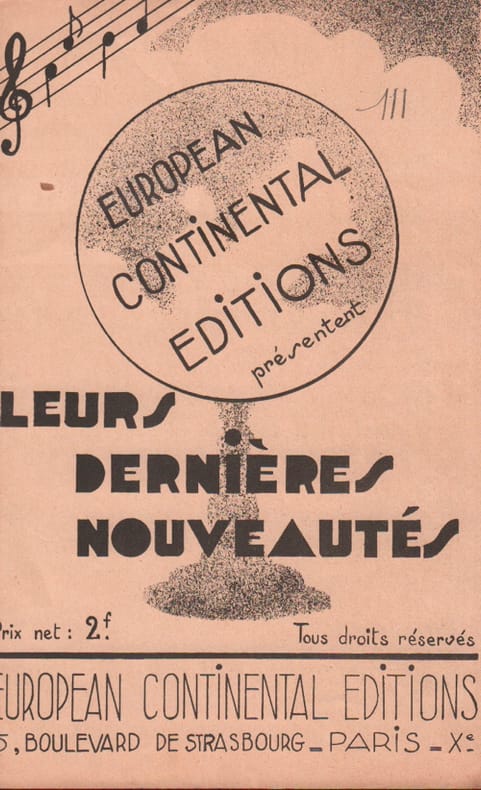 111
EUROPEAN
CONTINENTAL
EDITIONS
présentent
LEURS
DERNIÈRES
NOUVEAUTÉS
Prix net : 2f.
Tous droits réservés
EUROPEAN CONTINENTAL EDITIONS
5, BOULEVARD DE STRASBOURG - PARIS - Xe